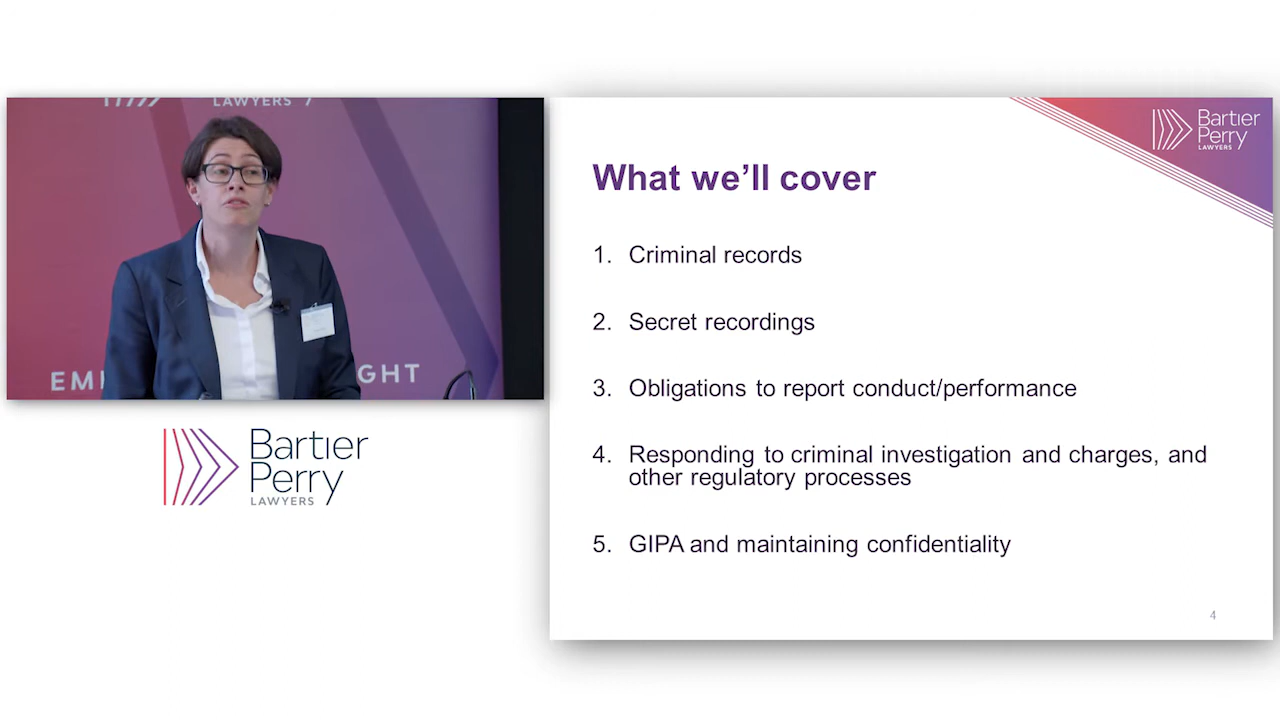 LAWYERS
EM
GHT
Bartier
Perry
LAWYERS
Bartier
Perry
LAWYERS
What we'll cover
1. Criminal records
2. Secret recordings
3. Obligations to report conduct/performance
4. Responding to criminal investigation and charges, and
other regulatory processes
5. GIPA and maintaining confidentiality
4